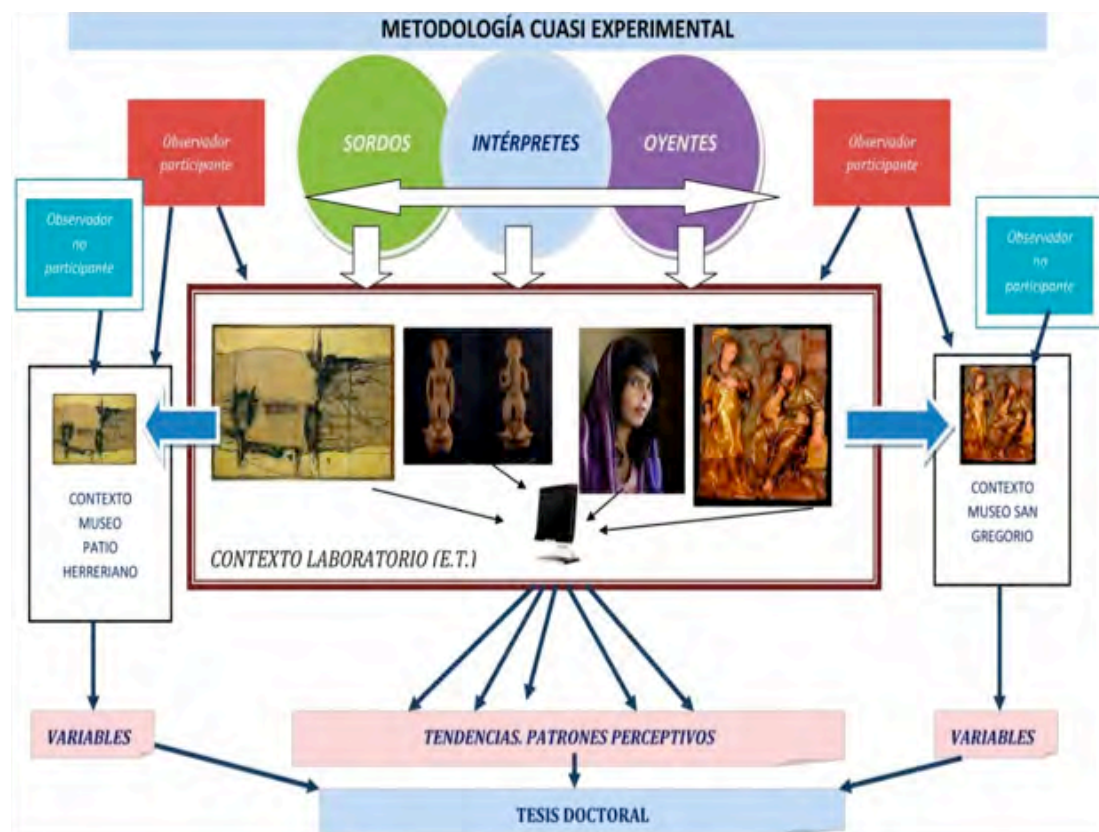 METODOLOGÍA CUASI EXPERIMENTAL
SORDOS
INTÉRPRETES
OYENTES
Observador
participante
Observador
participante
Observador
no
participante
Observador
no
participante
CONTEXTO
MUSEO
PATIO
HERRERIANO
CONTEXTO LABORATORIO (E.T.)
CONTEXTO
MUSEO SAN
GREGORIO
VARIABLES
TENDENCIAS. PATRONES PERCEPTIVOS
VARIABLES
TESIS DOCTORAL